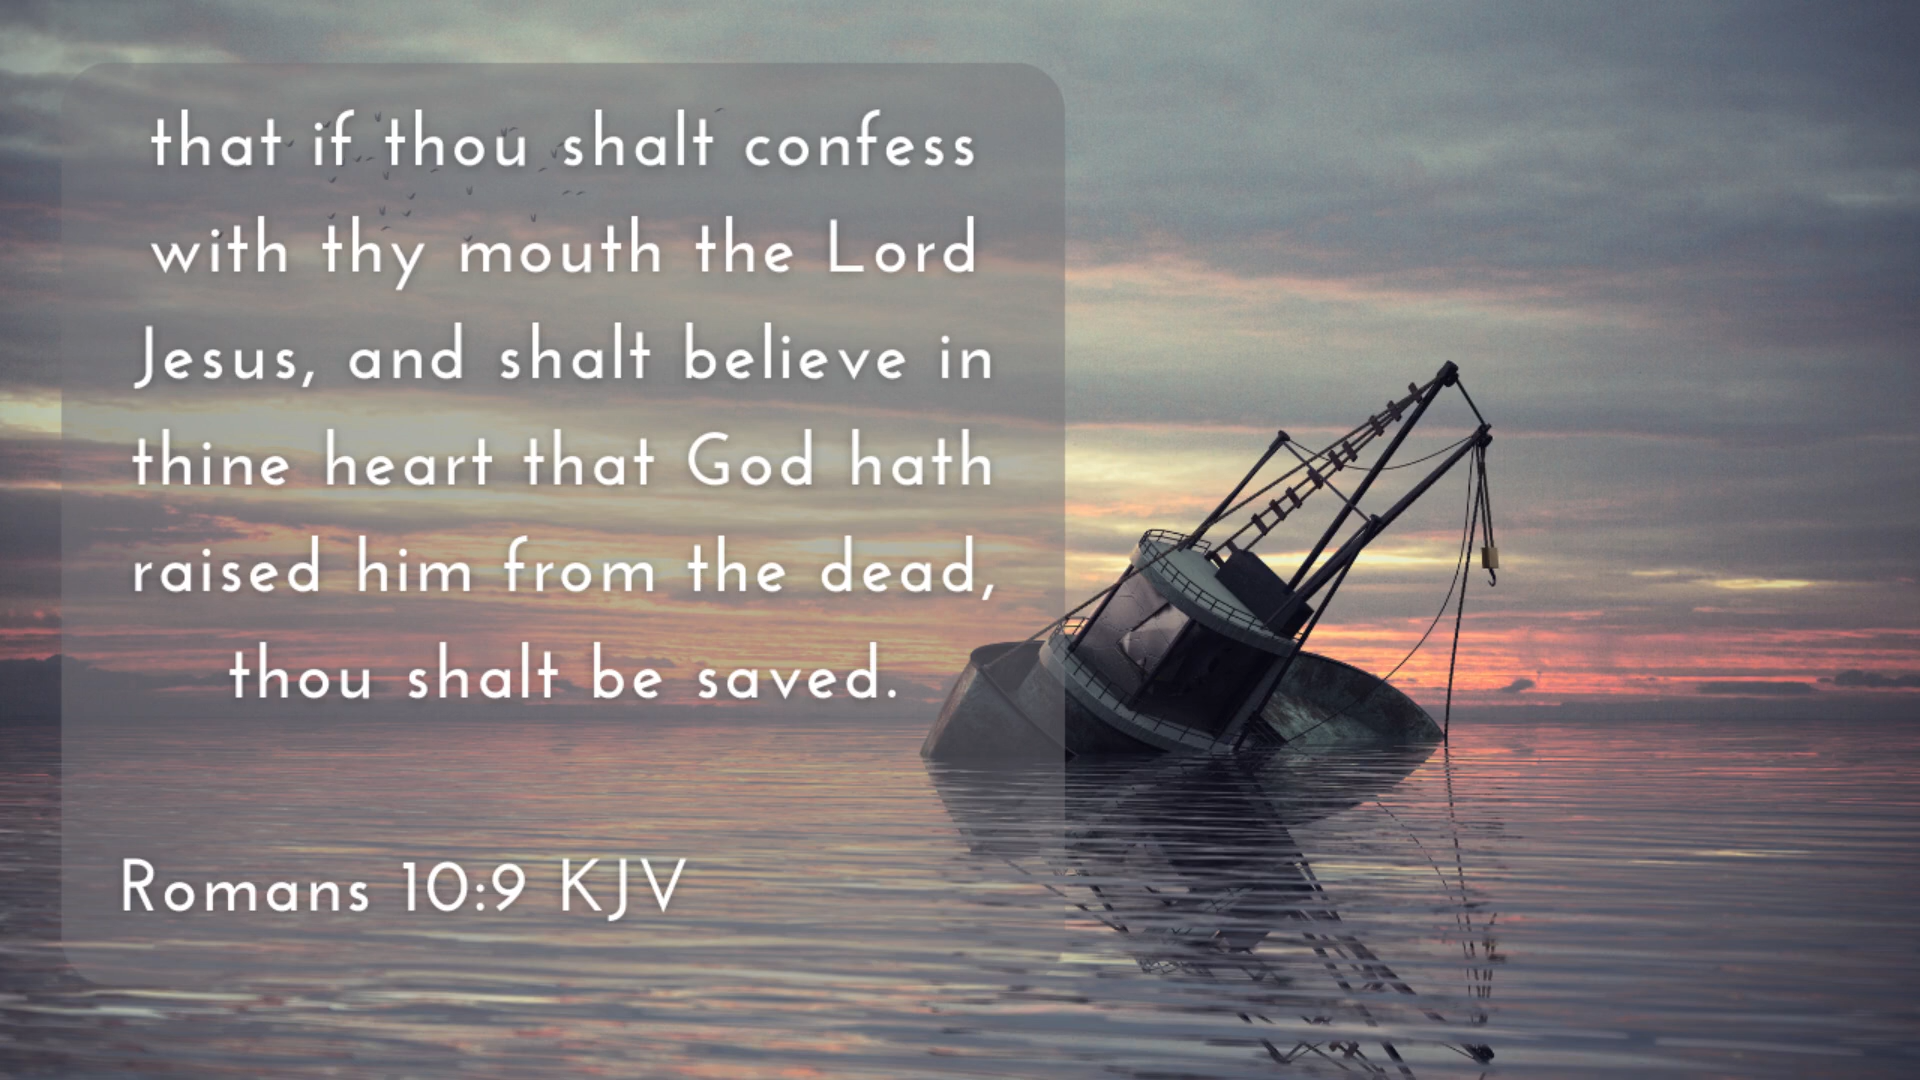 that if thou shalt confess
with thy mouth the Lord
Jesus, and shalt believe in
thine heart that God hath
raised him from the dead,
thou shalt be saved.
Romans 10:9 KJV